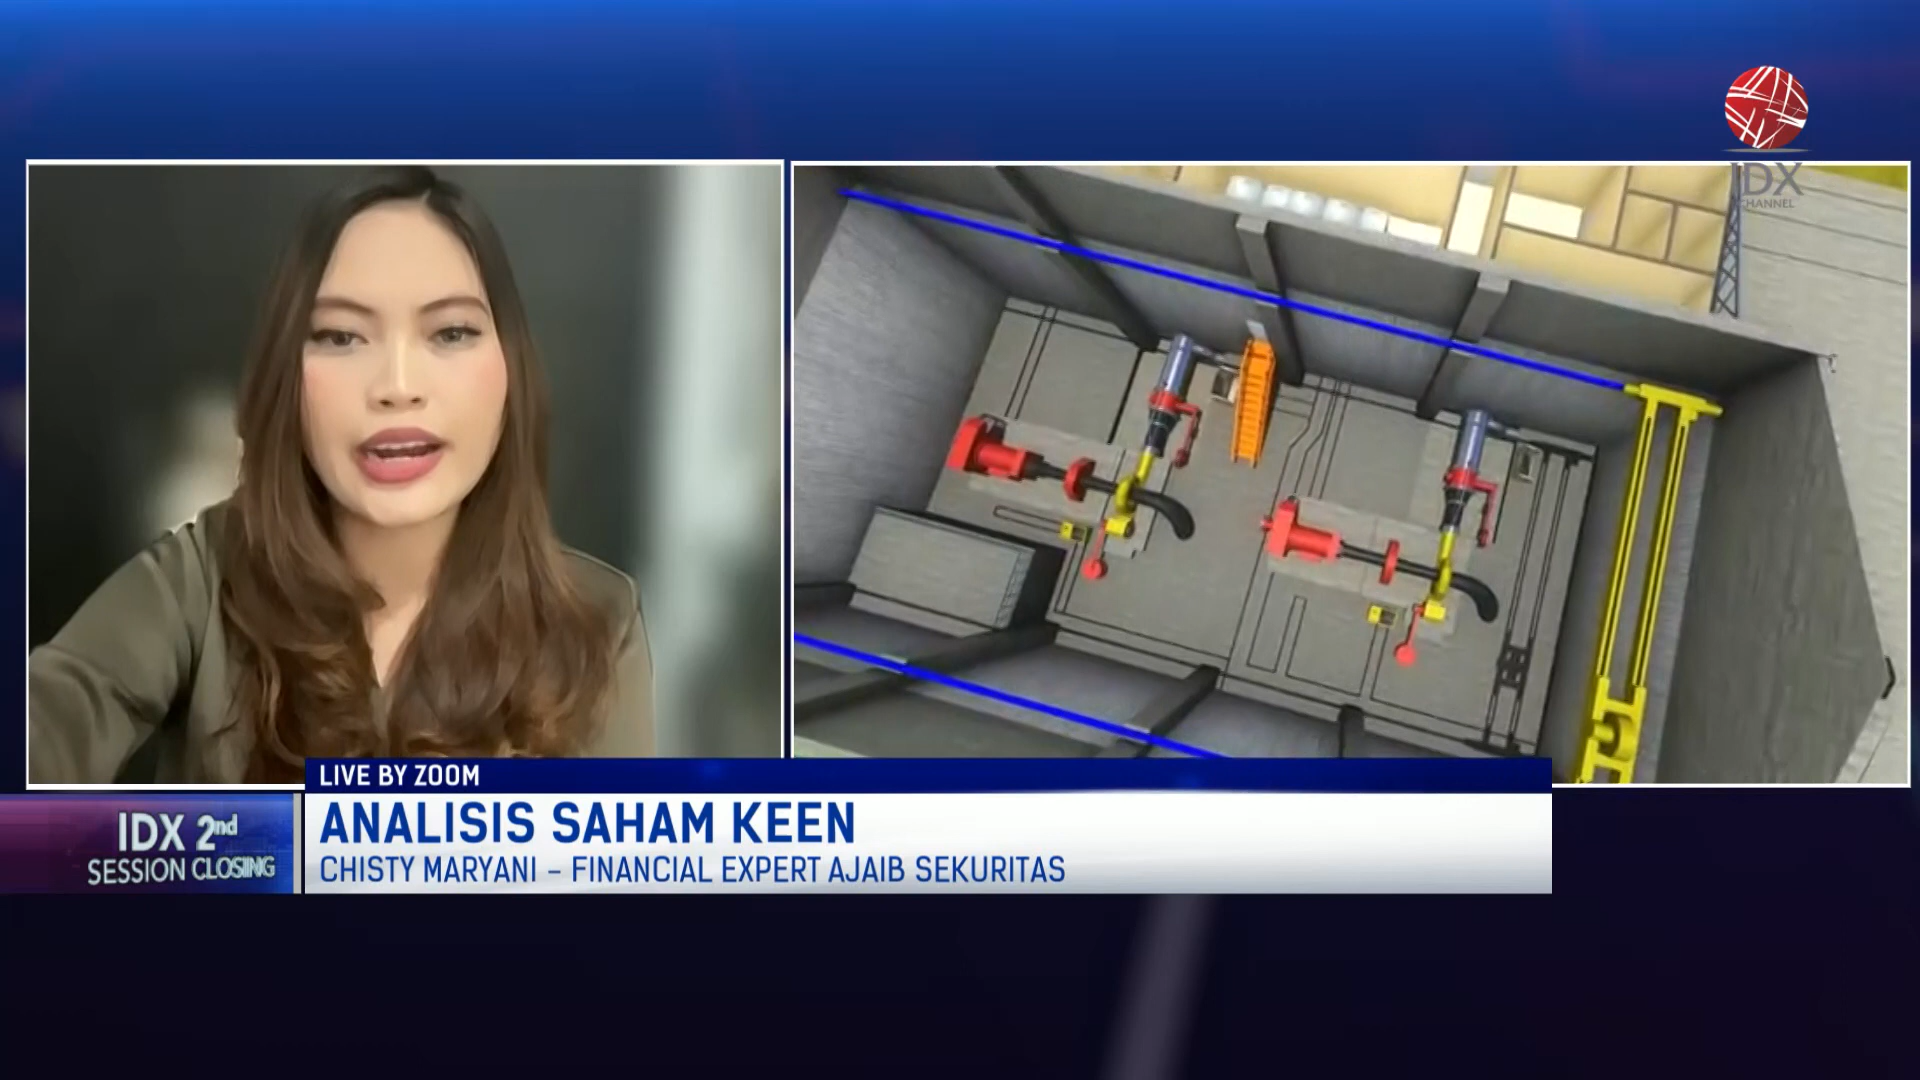 IDX
CHANNEL
LIVE BY ZOOM
ANALISIS SAHAM KEEN
CHISTY MARYANI – FINANCIAL EXPERT AJAIB SEKURITAS
IDX 2nd
SESSION CLOSING